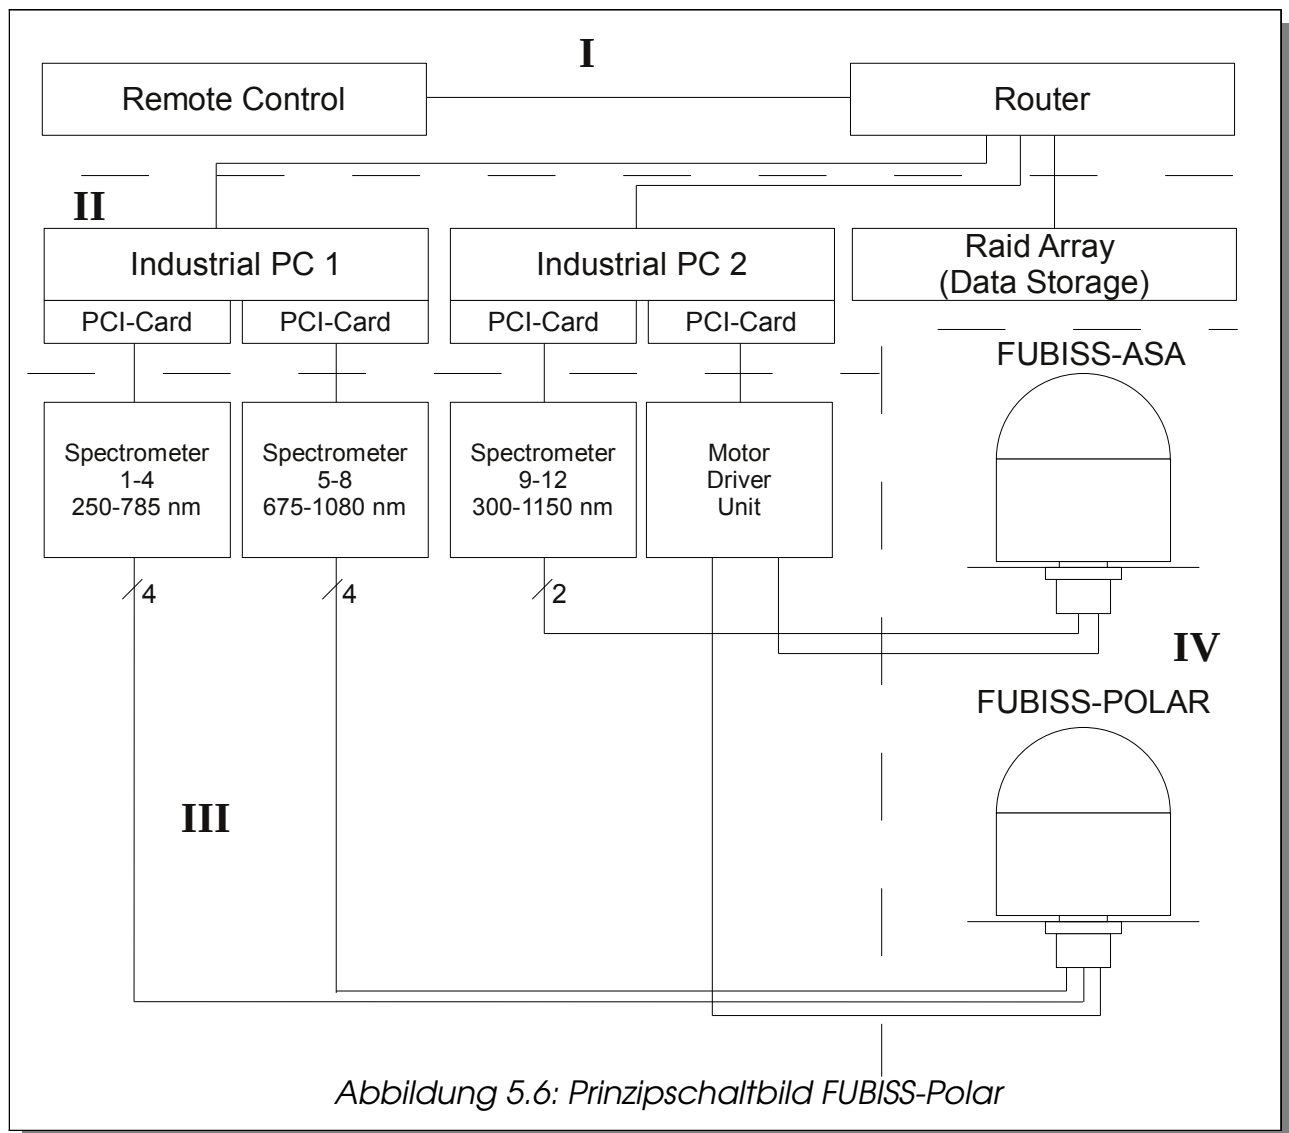 I
Remote Control
Router
II
Industrial PC 1
Industrial PC 2
Raid Array
(Data Storage)
PCI-Card
PCI-Card
PCI-Card
PCI-Card
FUBISS-ASA
Spectrometer
1-4
250-785 nm
Spectrometer
5-8
675-1080 nm
Spectrometer
9-12
300-1150 nm
Motor
Driver
Unit
4
4
2
IV
FUBISS-POLAR
III
Abbildung 5.6: Prinzipschaltbild FUBISS-Polar